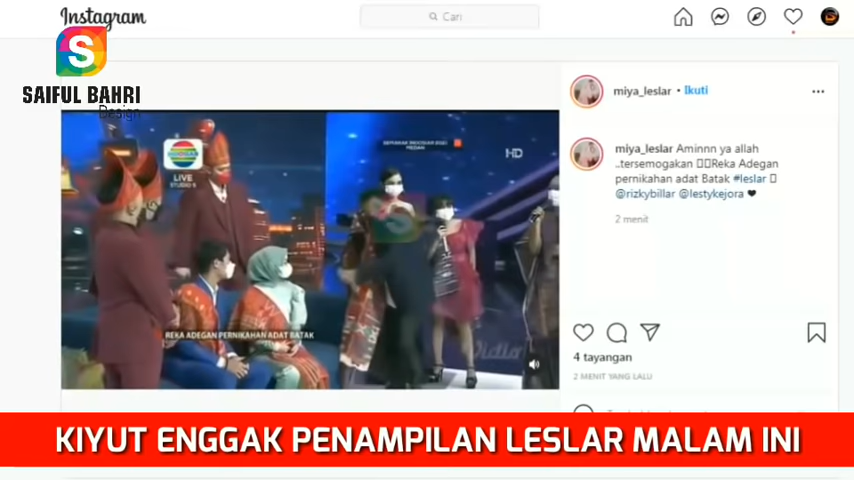 Instagram
Cari
SAIFUL BAHRI
Design
miya_leslar • Ikuti
miya_leslar Aminnn ya allah
..tersemogakan Reka Adegan
pernikahan adat Batak #leslar
@rizkybillar @lestykejora ❤
2 menit
LIVE
STUDIO 5
HD
REKA ADEGAN PERNIKAHAN ADAT BATAK
Vidio
4 tayangan
2 MENIT YANG LALU
KIYUT ENGGAK PENAMPILAN LESLAR MALAM INI